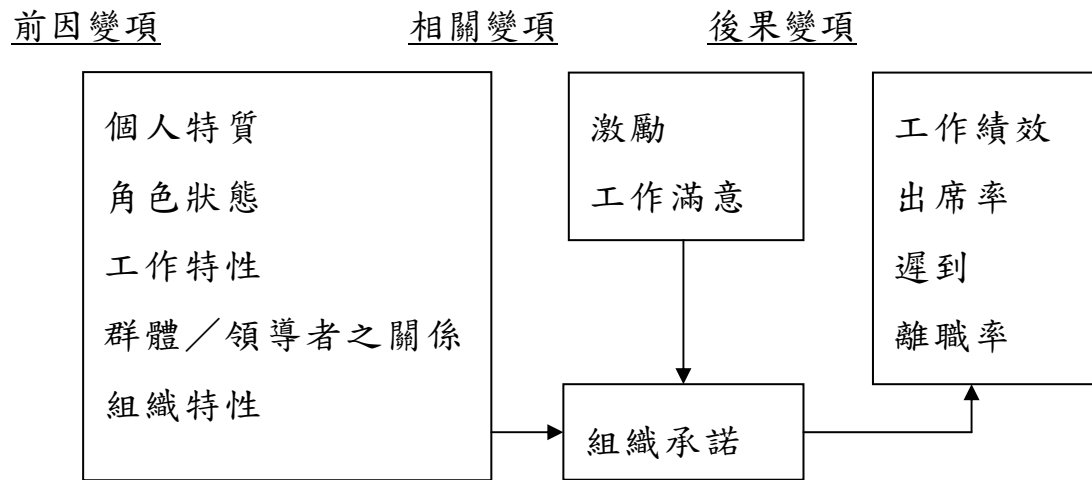 前因變項
相關變項
後果變項
個人特質
角色狀態
工作特性
群體／領導者之關係
組織特性
激勵
工作滿意
組織承諾
工作績效
出席率
遲到
離職率